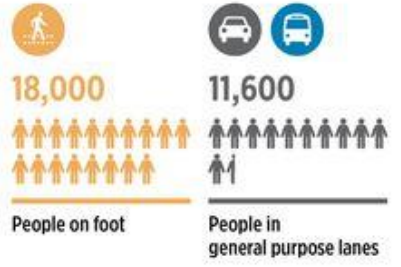 18,000
11,600
People on foot
People in
general purpose lanes